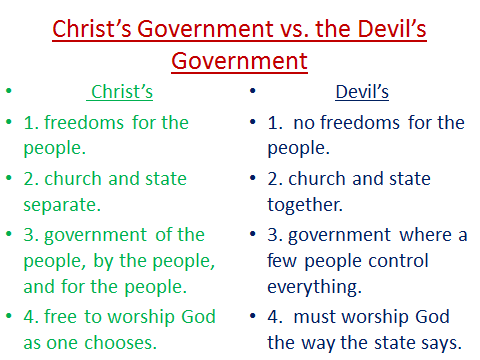 Christ's Government vs. the Devil's
Government
• Christ's
• 1. freedoms for the
people.
• 2. church and state
separate.
• 3. government of the
people, by the people,
and for the people.
• 4. free to worship God
as one chooses.
• Devil's
• 1. no freedoms for the
people.
• 2. church and state
together.
• 3. government where a
few people control
everything.
• 4. must worship God
the way the state says.